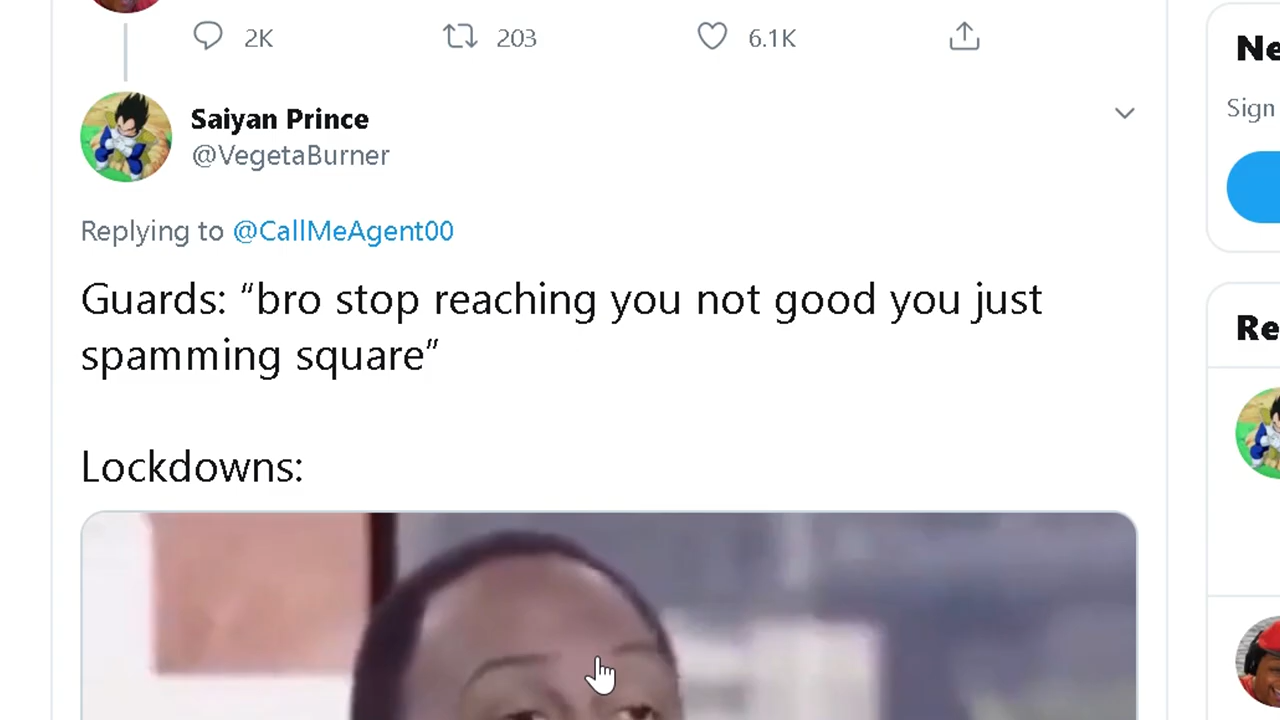 2K 203 6.1K
Saiyan Prince
@VegetaBurner
Replying to @CallMeAgent00
Guards: “bro stop reaching you not good you just
spamming square”
Lockdowns:
Ne
Sign
Re